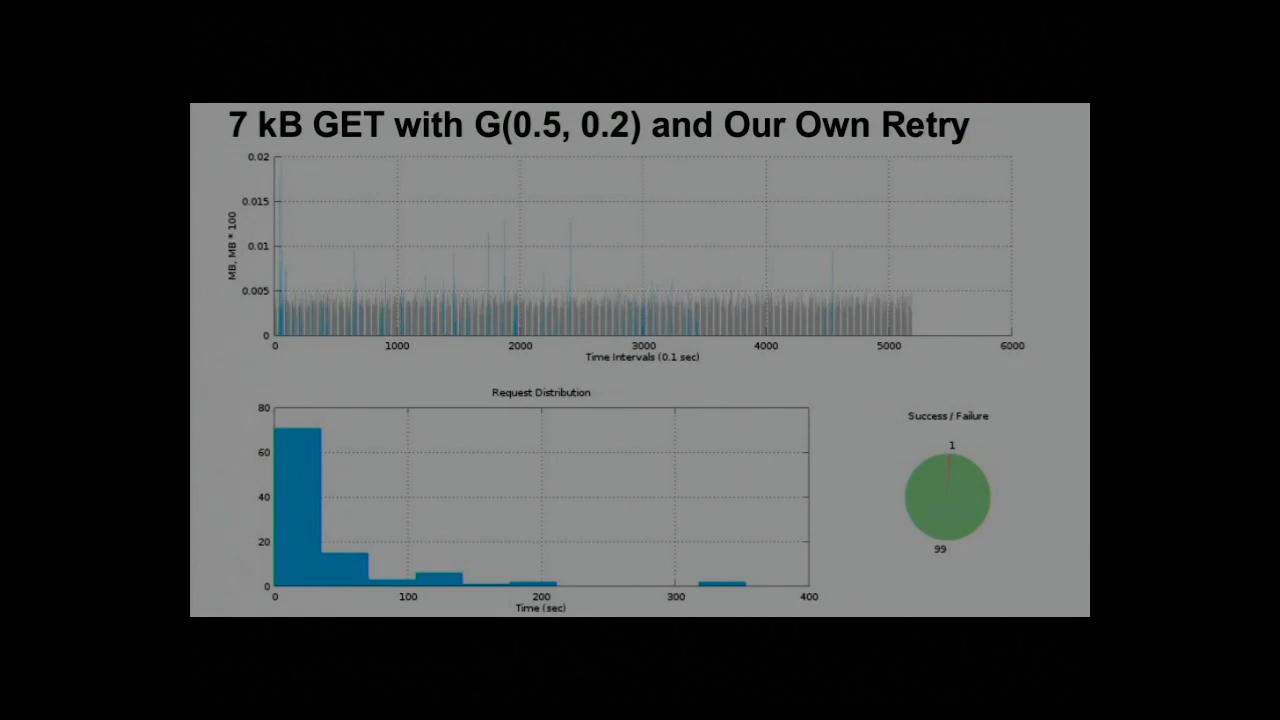 7 kB GET with G(0.5, 0.2) and Our Own Retry
0.02
0.015
0.01
0.005
0
MB, MB * 100
0 1000 2000 3000 4000 5000 6000
Time Intervals (0.1 sec)
Request Distribution
80
60
40
20
0
0 100 200 300 400
Time (sec)
Success / Failure
1
99